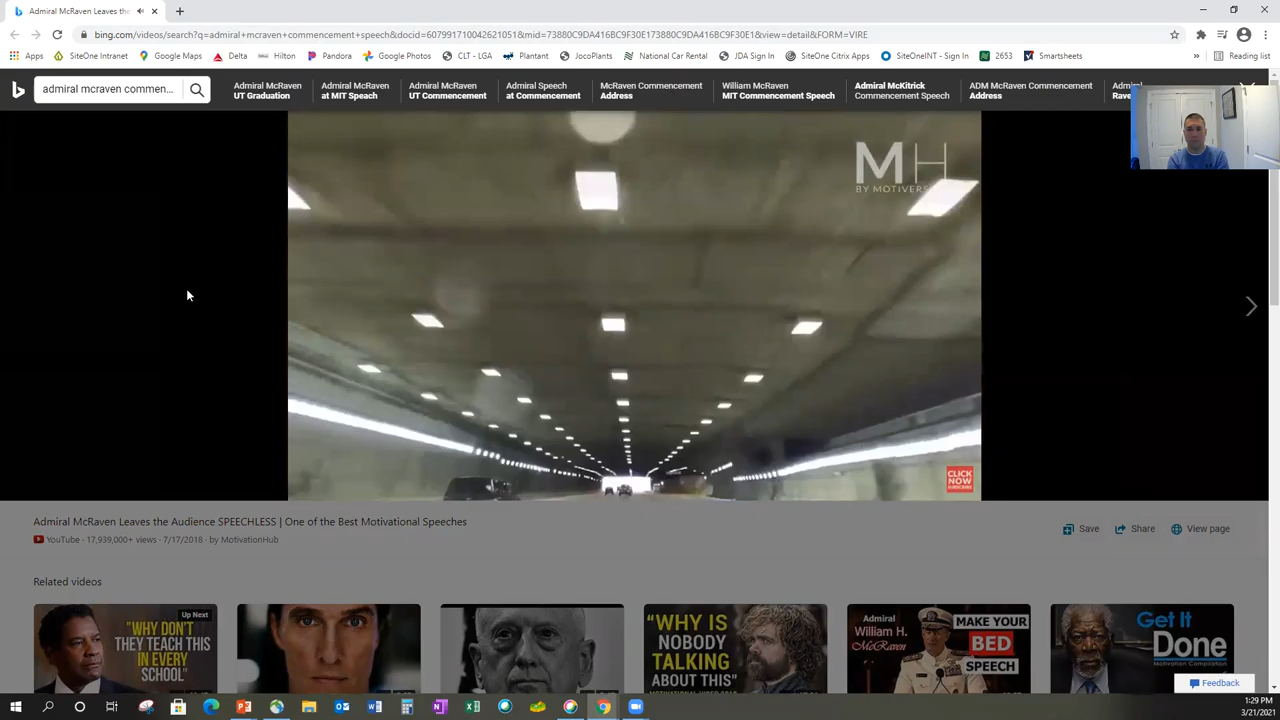 Admiral McRaven Leaves the
bing.com/videos/search?q=admiral+mcraven+commencement+speech&docid=607991710042621051&mid=73880C9DA416BC9F30E173880C9DA416BC9F30E1&view=detail&FORM=VIRE
Apps SiteOne Intranet Google Maps Delta Hilton Pandora Google Photos CLT - LGA Plantant JocoPlants National Car Rental JDA Sign In SiteOne Citrix Apps SiteOneINT - Sign In 2653 Smartsheets » Reading list
admiral mcraven commen...
Admiral McRaven
UT Graduation
Admiral McRaven
at MIT Speech
Admiral McRaven
UT Commencement
Admiral Speech
at Commencement
McRaven Commencement
Address
William McRaven
MIT Commencement Speech
Admiral McKitrick
Commencement Speech
ADM McRaven Commencement
Address
MH
BY MOTIVERS
CLICK
NOW
SUBSCRIBE
Admiral McRaven Leaves the Audience SPEECHLESS | One of the Best Motivational Speeches
YouTube · 17,939,000+ views · 7/17/2018 · by MotivationHub
Save Share View page
Related videos
Up Next
"WHY DON'T
THEY TEACH THIS
IN EVERY
SCHOOL"
"WHY IS
NOBODY
TALKING
ABOUT THIS"
Admiral
William H.
McRaven
MAKE YOUR
BED
SPEECH
Get It
Done
Motivation Compilation
Feedback
1:29 PM
3/21/2021